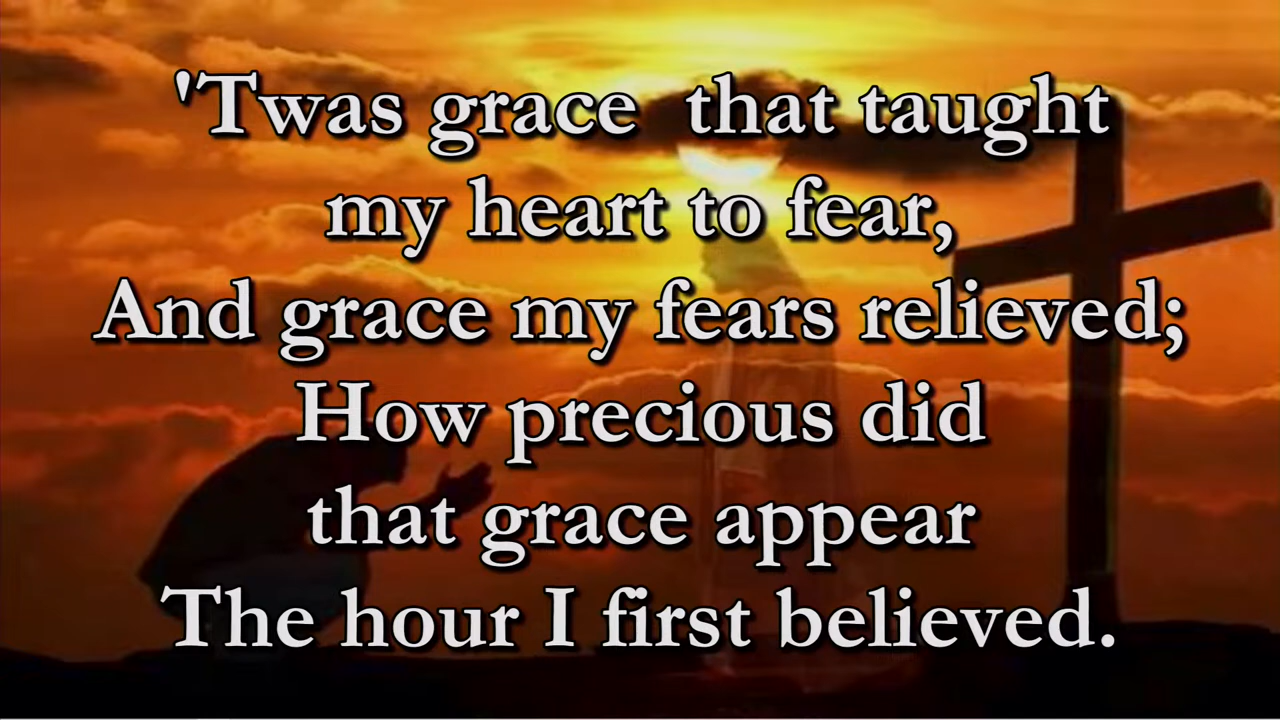 'Twas grace  that taught
my heart to fear,
And grace my fears relieved;
How precious did
that grace appear
The hour I first believed.